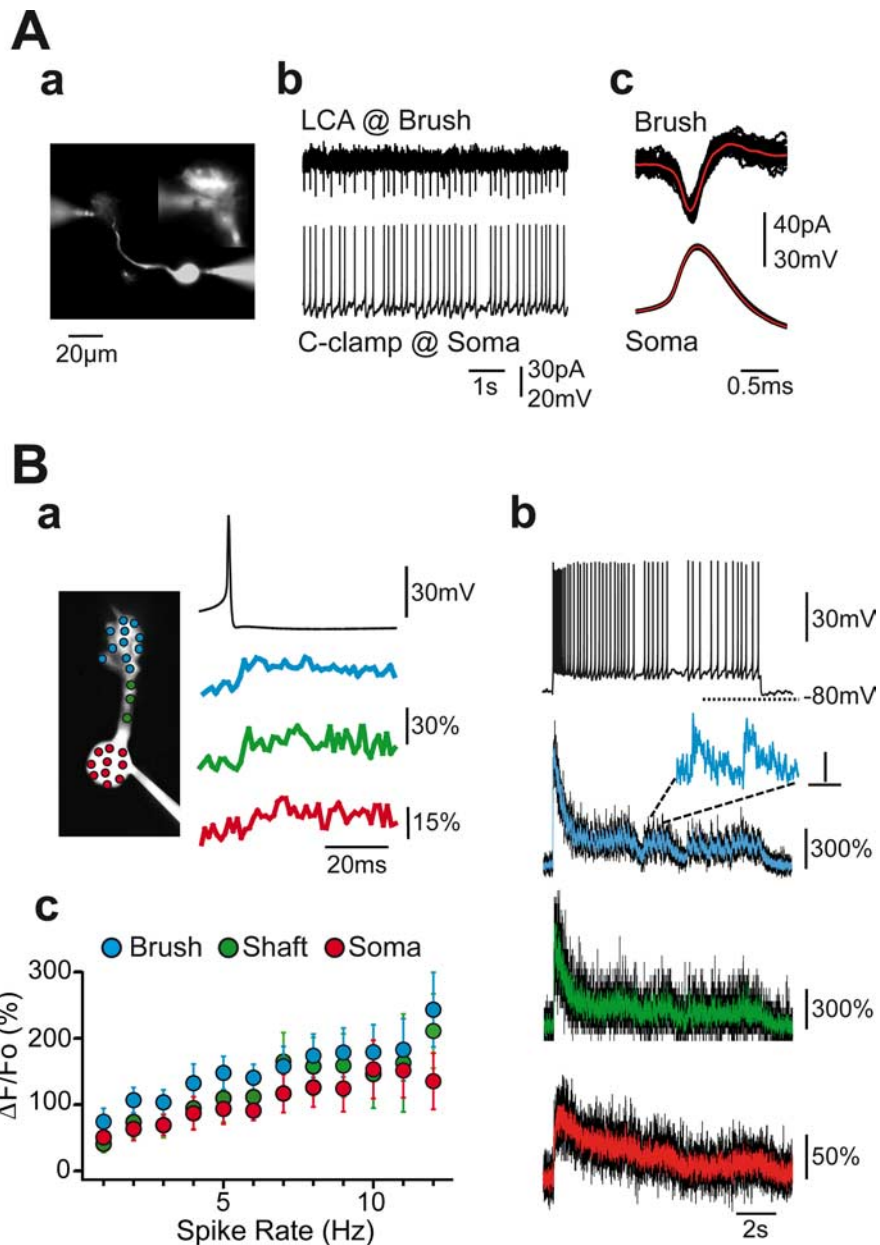 A
a
b
c
LCA @ Brush
Brush
40pA
30mV
C-clamp @ Soma
Soma
20µm
1s
30pA
20mV
0.5ms
B
a
b
30mV
30mV
-80mV
30%
15%
20ms
300%
c
Brush Shaft Soma
300
200
100
0
ΔF/Fo (%)
5 10
Spike Rate (Hz)
300%
50%
2s